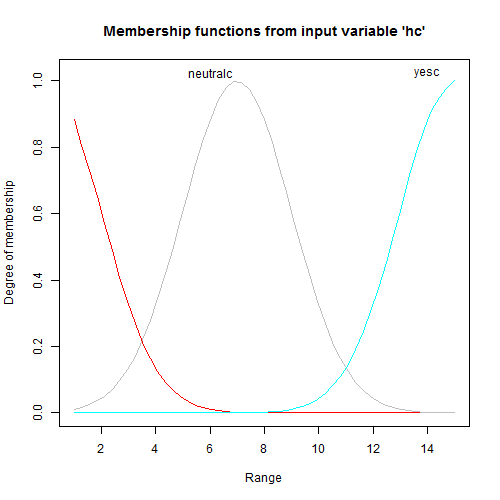 Membership functions from input variable 'hc'
neutralc
yesc
Degree of membership
1.0
0.8
0.6
0.4
0.2
0.0
2 4 6 8 10 12 14
Range